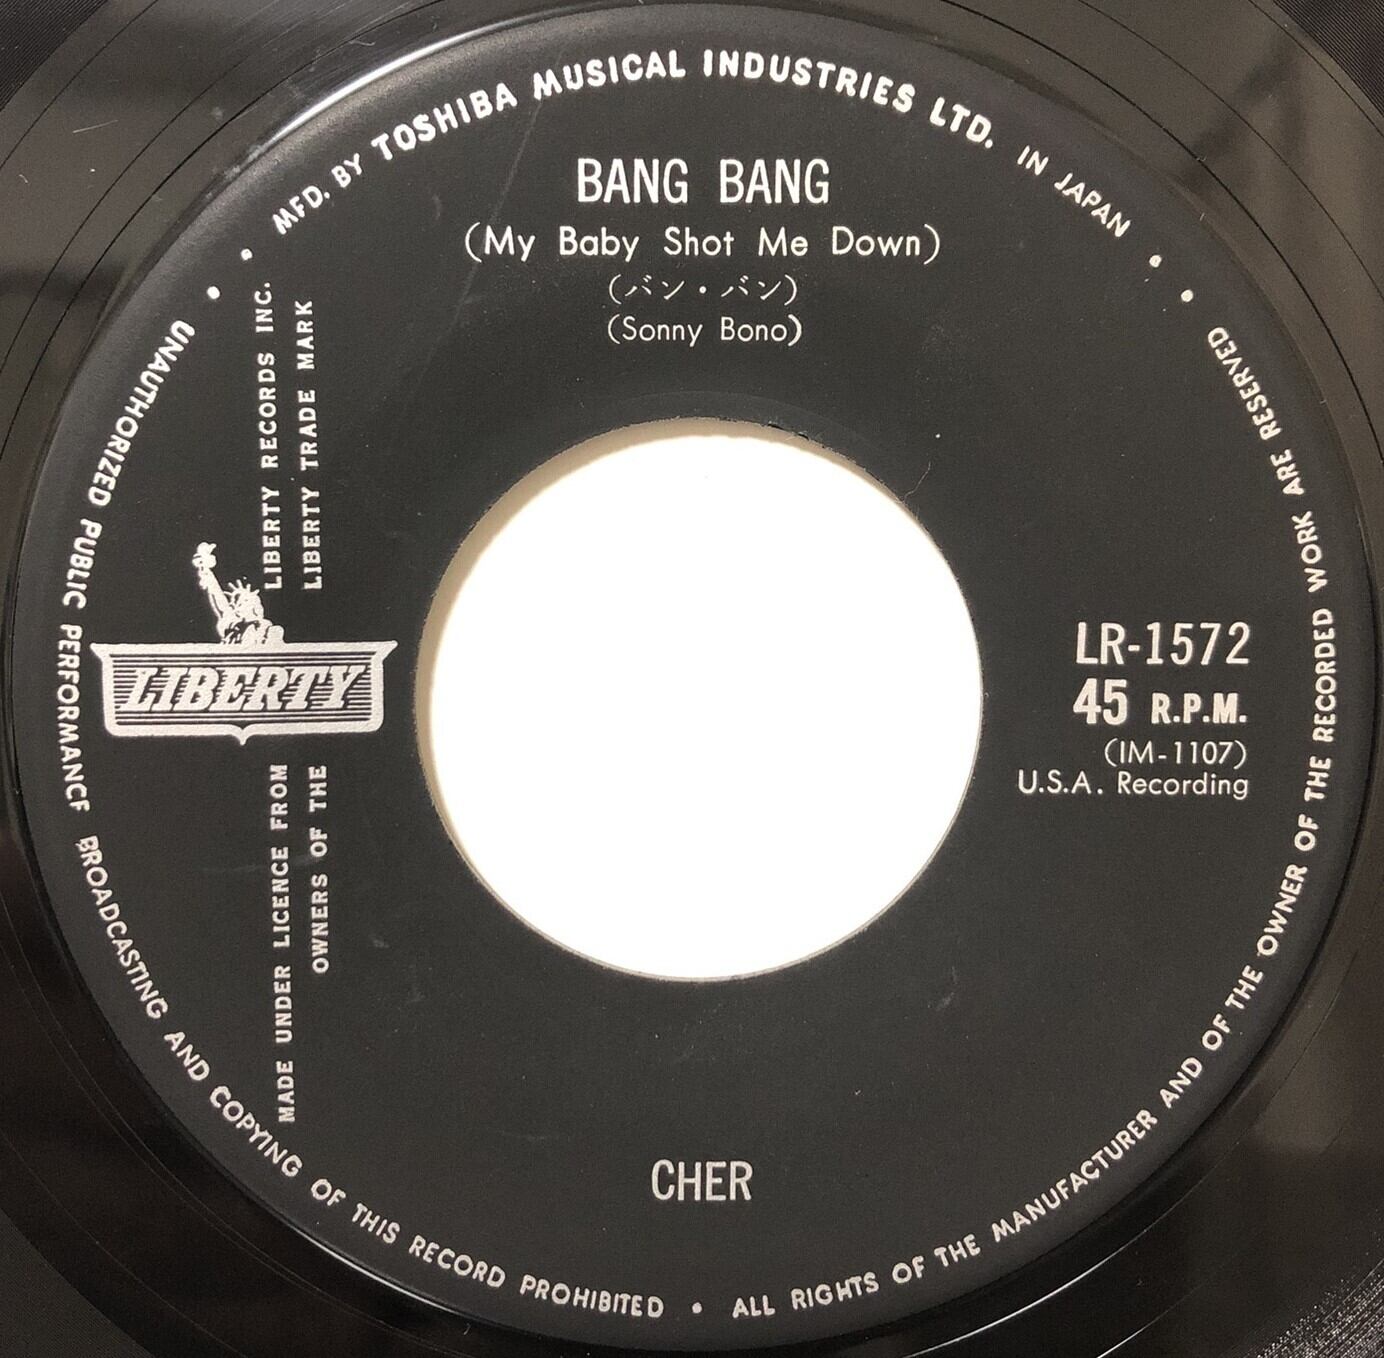 MFD. BY TOSHIBA MUSICAL INDUSTRIES LTD. IN JAPAN
BANG BANG
(My Baby Shot Me Down)
(バン・バン)
(Sonny Bono)
LIBERTY RECORDS INC.
LIBERTY TRADE MARK
LIBERTY
MADE UNDER LICENCE FROM
OWNERS OF THE
LR-1572
45 R.P.M.
(IM-1107)
U.S.A. Recording
CHER
ALL RIGHTS OF THE MANUFACTURER AND OF THE OWNER OF THE RECORDED WORK ARE RESERVED
UNAUTHORIZED PUBLIC PERFORMANCE BROADCASTING AND COPYING OF THIS RECORD PROHIBITED